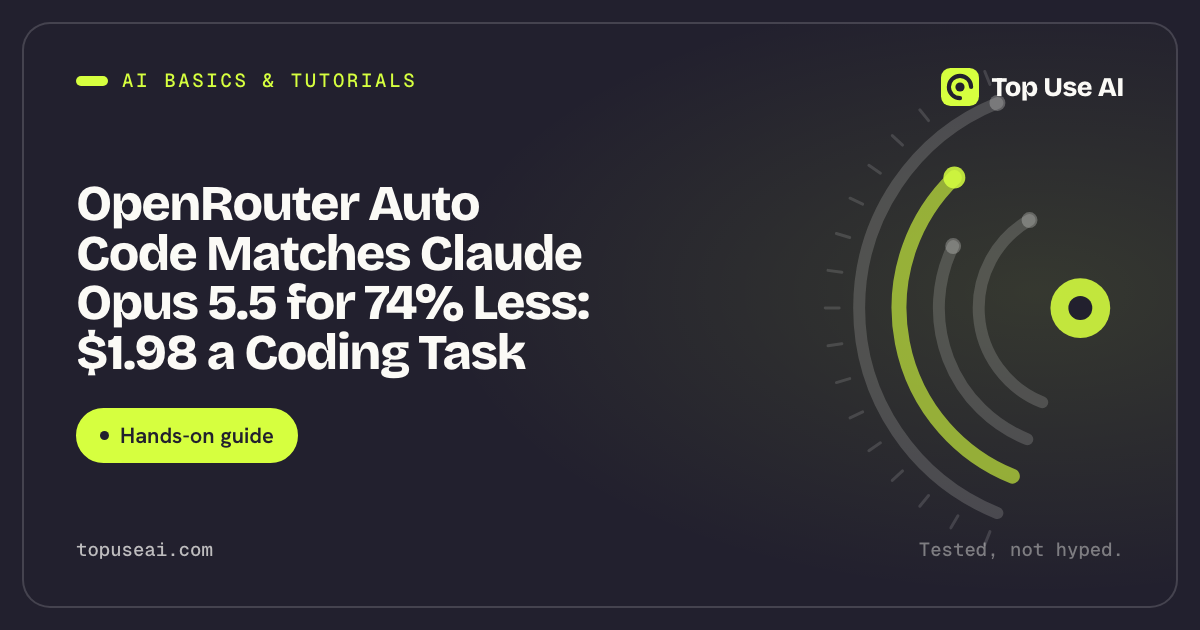 AI BASICS & TUTORIALS
Top Use AI
OpenRouter Auto
Code Matches Claude
Opus 5.5 for 74% Less:
$1.98 a Coding Task
Hands-on guide
topuseai.com
Tested, not hyped.